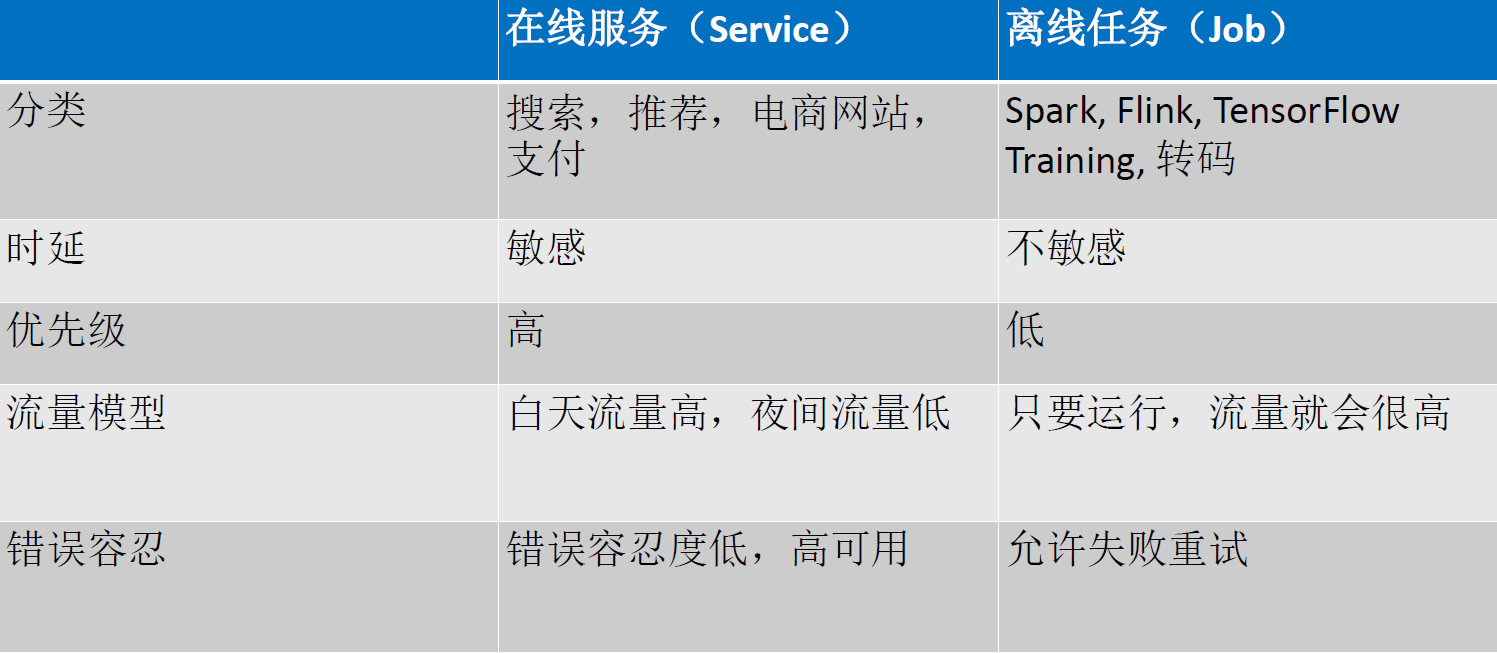 在线服务（Service）
离线任务（Job）
分类
搜索，推荐，电商网站，
支付
Spark, Flink, TensorFlow
Training, 转码
时延
敏感
不敏感
优先级
高
低
流量模型
白天流量高，夜间流量低
只要运行，流量就会很高
错误容忍
错误容忍度低，高可用
允许失败重试